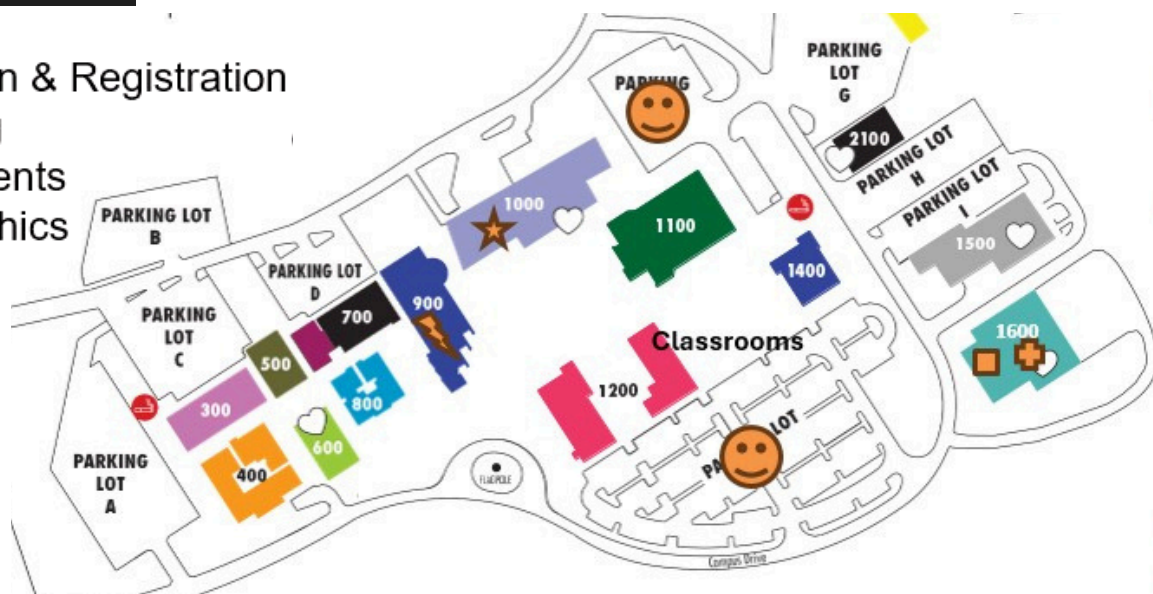 n & Registration
ents
hics
PARKING
LOT
G
PARKING
2100
PARKING LOT
H
PARKING LOT
I
PARKING LOT
B
1000
1100
1500
PARKING LOT
D
1400
900
PARKING
LOT
C
700
1600
500
Classrooms
800
1200
300
600
LOT
PARKING
LOT
A
400
FLAGPOLE
Campus Drive